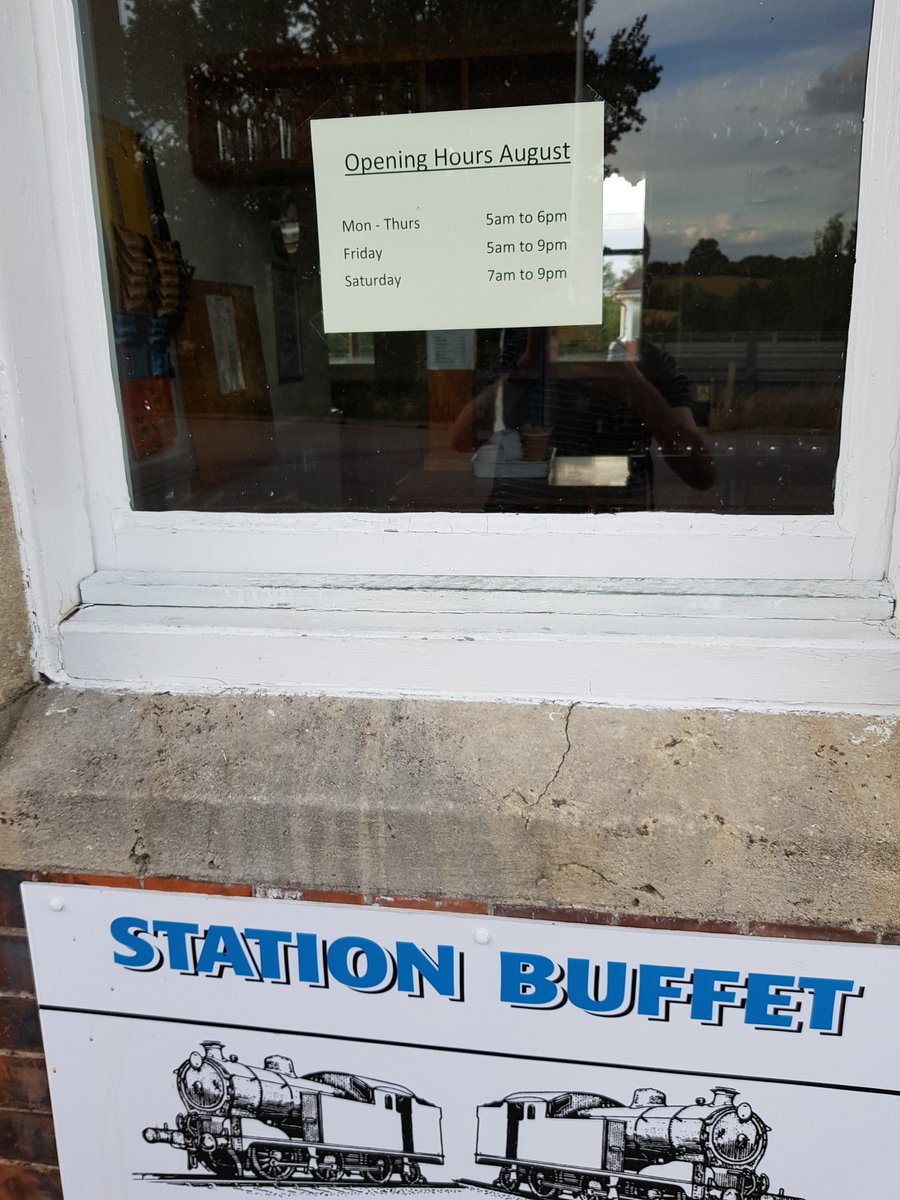 Opening Hours August
Mon - Thurs 5am to 6pm
Friday 5am to 9pm
Saturday 7am to 9pm
STATION BUFFET